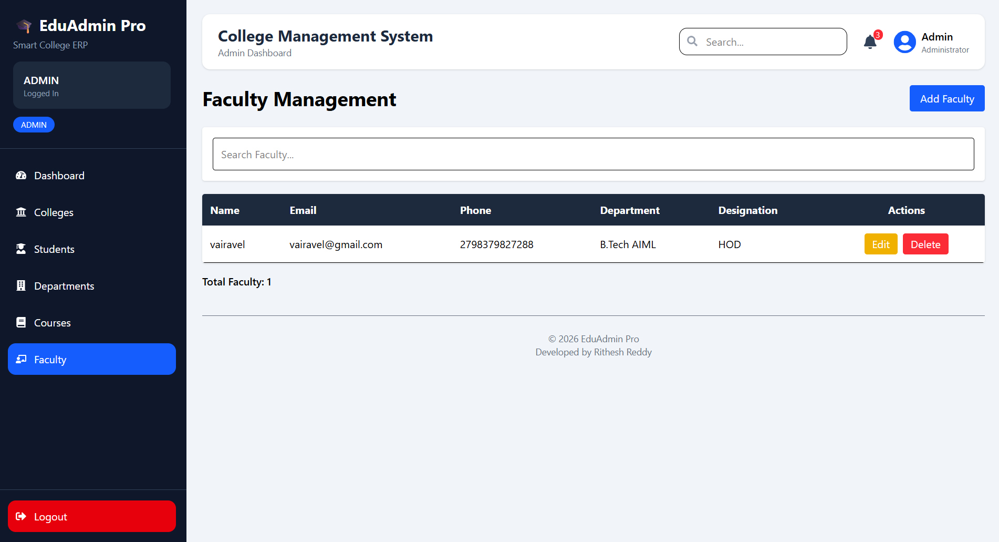 EduAdmin Pro
Smart College ERP
ADMIN
Logged In
ADMIN
Dashboard
Colleges
Students
Departments
Courses
Faculty
Logout
College Management System
Admin Dashboard
Search...
3
Admin
Administrator
Faculty Management
Add Faculty
Search Faculty...
Name Email Phone Department Designation Actions
vairavel vairavel@gmail.com 2798379827288 B.Tech AIML HOD Edit Delete
Total Faculty: 1
© 2026 EduAdmin Pro
Developed by Rithesh Reddy